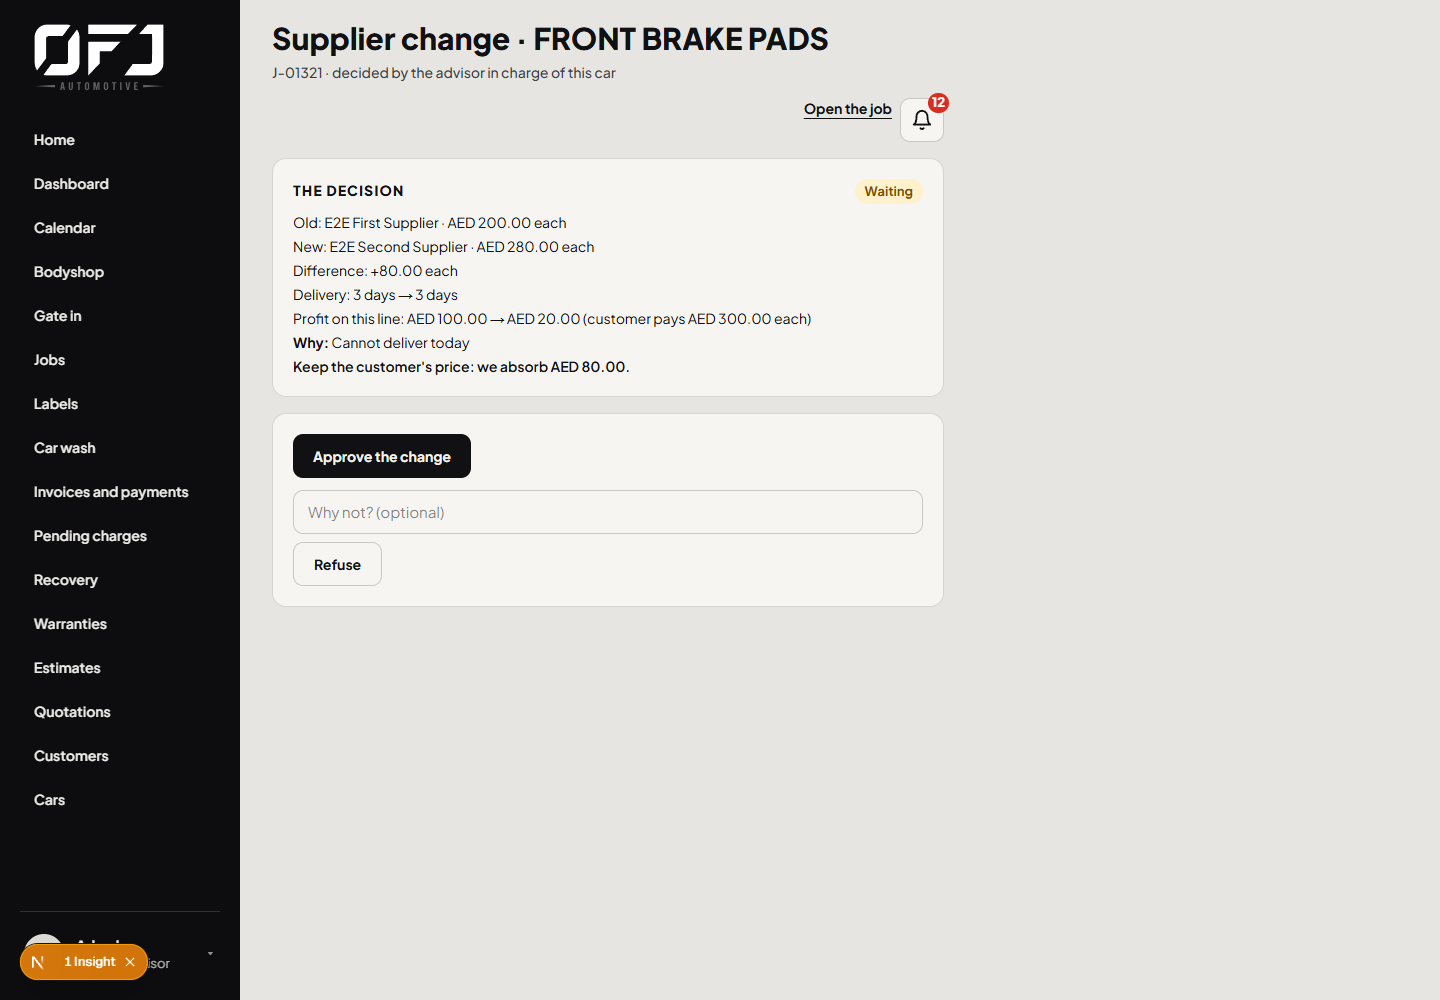 OFJ
AUTOMOTIVE
Home
Dashboard
Calendar
Bodyshop
Gate in
Jobs
Labels
Car wash
Invoices and payments
Pending charges
Recovery
Warranties
Estimates
Quotations
Customers
Cars
N 1 Insight
Supplier change · FRONT BRAKE PADS
J-01321 · decided by the advisor in charge of this car
Open the job
12
THE DECISION
Waiting
Old: E2E First Supplier · AED 200.00 each
New: E2E Second Supplier · AED 280.00 each
Difference: +80.00 each
Delivery: 3 days → 3 days
Profit on this line: AED 100.00 → AED 20.00 (customer pays AED 300.00 each)
Why: Cannot deliver today
Keep the customer's price: we absorb AED 80.00.
Approve the change
Why not? (optional)
Refuse